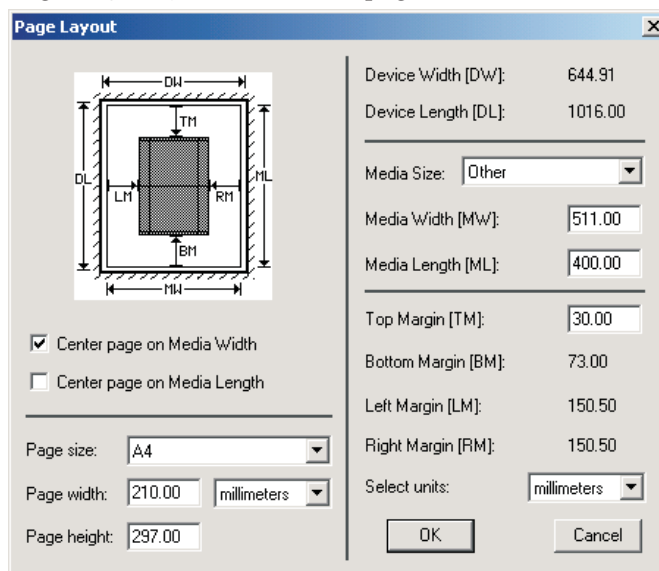 Page Layout
DW
TM
DL
ML
LM
RM
BM
MW
Center page on Media Width
Center page on Media Length
Page size: A4
Page width: 210.00 millimeters
Page height: 297.00
Device Width [DW]: 644.91
Device Length [DL]: 1016.00
Media Size: Other
Media Width [MW]: 511.00
Media Length [ML]: 400.00
Top Margin [TM]: 30.00
Bottom Margin [BM]: 73.00
Left Margin [LM]: 150.50
Right Margin [RM]: 150.50
Select units: millimeters
OK Cancel